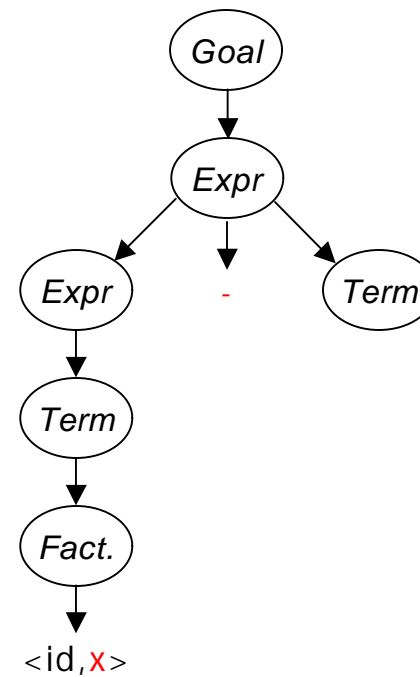 Goal
Expr
Expr - Term
Term
Fact.
<id,x>